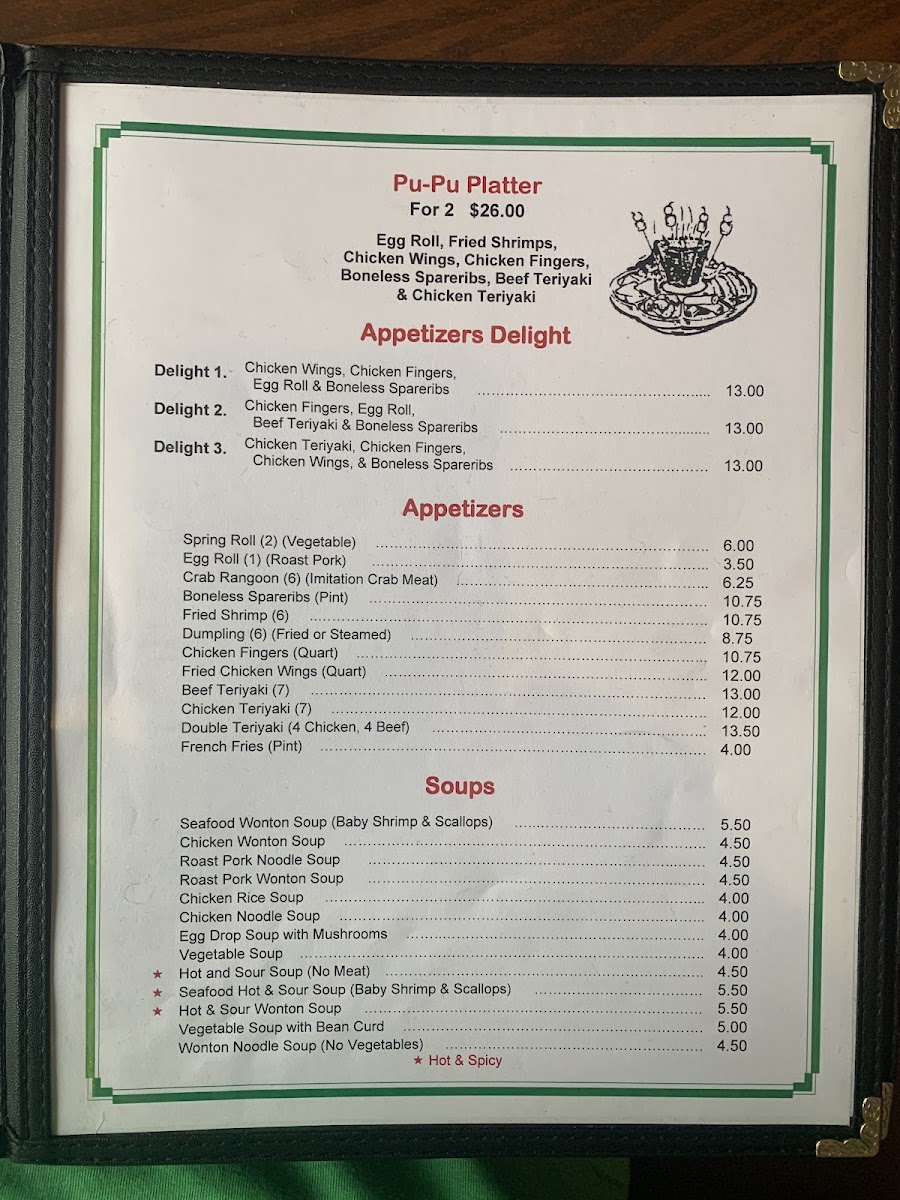 Pu-Pu Platter
For 2 $26.00
Egg Roll, Fried Shrimps,
Chicken Wings, Chicken Fingers,
Boneless Spareribs, Beef Teriyaki
& Chicken Teriyaki
Appetizers Delight
Delight 1. Chicken Wings, Chicken Fingers,
Egg Roll & Boneless Spareribs 13.00
Delight 2. Chicken Fingers, Egg Roll,
Beef Teriyaki & Boneless Spareribs 13.00
Delight 3. Chicken Teriyaki, Chicken Fingers,
Chicken Wings, & Boneless Spareribs 13.00
Appetizers
Spring Roll (2) (Vegetable) 6.00
Egg Roll (1) (Roast Pork) 3.50
Crab Rangoon (6) (Imitation Crab Meat) 6.25
Boneless Spareribs (Pint) 10.75
Fried Shrimp (6) 10.75
Dumpling (6) (Fried or Steamed) 8.75
Chicken Fingers (Quart) 10.75
Fried Chicken Wings (Quart) 12.00
Beef Teriyaki (7) 13.00
Chicken Teriyaki (7) 12.00
Double Teriyaki (4 Chicken, 4 Beef) 13.50
French Fries (Pint) 4.00
Soups
Seafood Wonton Soup (Baby Shrimp & Scallops) 5.50
Chicken Wonton Soup 4.50
Roast Pork Noodle Soup 4.50
Roast Pork Wonton Soup 4.50
Chicken Rice Soup 4.00
Chicken Noodle Soup 4.00
Egg Drop Soup with Mushrooms 4.00
Vegetable Soup 4.00
★ Hot and Sour Soup (No Meat) 4.50
★ Seafood Hot & Sour Soup (Baby Shrimp & Scallops) 5.50
★ Hot & Sour Wonton Soup 5.50
Vegetable Soup with Bean Curd 5.00
Wonton Noodle Soup (No Vegetables) 4.50
★ Hot & Spicy